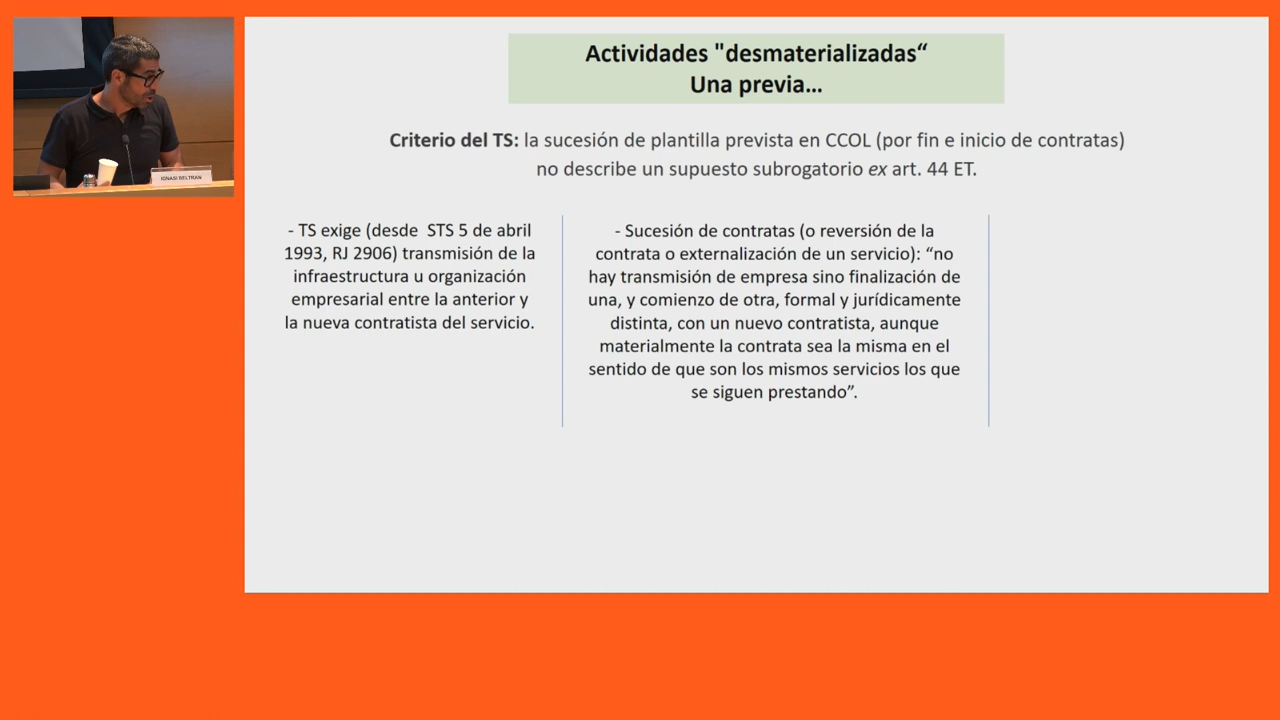 IGNASI BELTRAN
Actividades "desmaterializadas“
Una previa…
Criterio del TS: la sucesión de plantilla prevista en CCOL (por fin e inicio de contratas)
no describe un supuesto subrogatorio ex art. 44 ET.
- TS exige (desde  STS 5 de abril
1993, RJ 2906) transmisión de la
infraestructura u organización
empresarial entre la anterior y
la nueva contratista del servicio.
- Sucesión de contratas (o reversión de la
contrata o externalización de un servicio): “no
hay transmisión de empresa sino finalización de
una, y comienzo de otra, formal y jurídicamente
distinta, con un nuevo contratista, aunque
materialmente la contrata sea la misma en el
sentido de que son los mismos servicios los que
se siguen prestando”.